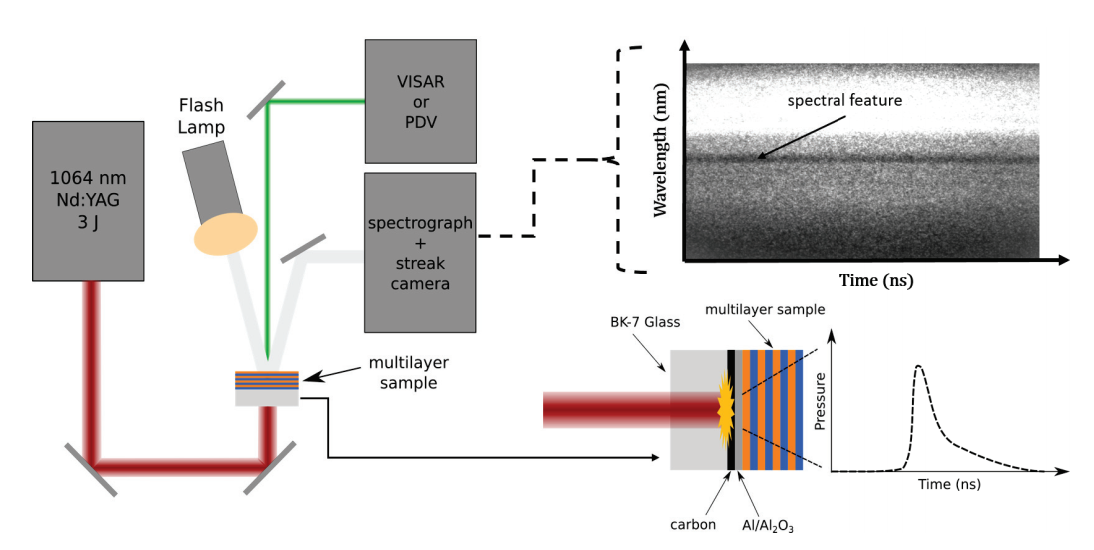 1064 nm
Nd:YAG
3 J
Flash
Lamp
VISAR
or
PDV
spectrograph
+
streak
camera
multilayer
sample
Wavelength (nm)
spectral feature
Time (ns)
BK-7 Glass
multilayer sample
carbon
Al/Al₂O₃
Pressure
Time (ns)